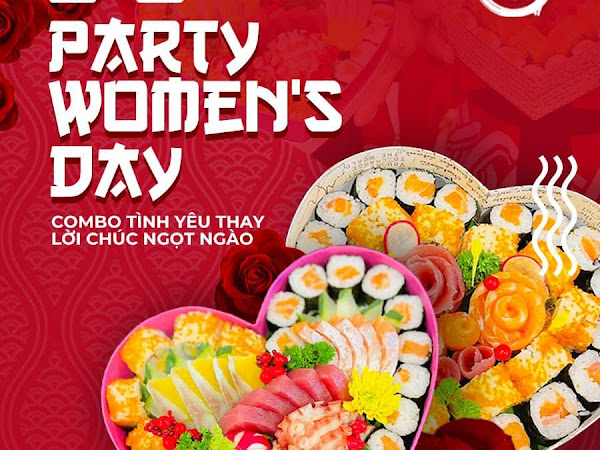 PARTY
WOMEN'S
DAY
COMBO TÌNH YÊU THAY
LỜI CHÚC NGỌT NGÀO